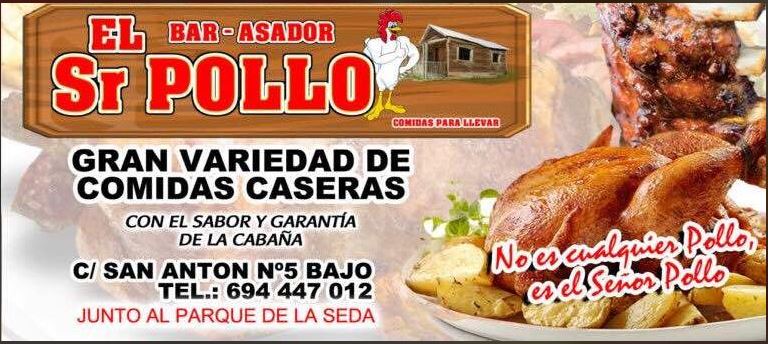 EL BAR - ASADOR
Sr POLLO
COMIDAS PARA LLEVAR
GRAN VARIEDAD DE
COMIDAS CASERAS
CON EL SABOR Y GARANTÍA
DE LA CABAÑA
C/ SAN ANTON Nº5 BAJO
TEL.: 694 447 012
JUNTO AL PARQUE DE LA SEDA
No es cualquier Pollo,
es el Señor Pollo